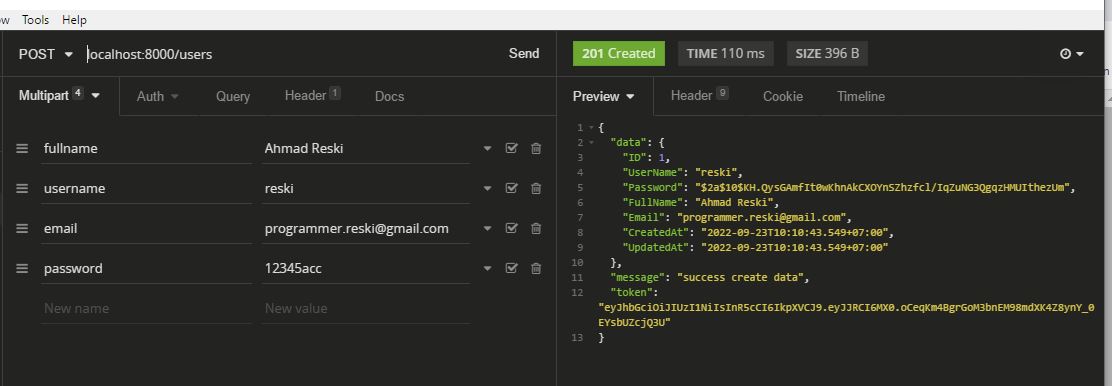 ow Tools Help
POST localhost:8000/users Send
201 Created TIME 110 ms SIZE 396 B
Multipart 4 Auth Query Header 1 Docs
Preview Header 9 Cookie Timeline
fullname Ahmad Reski
username reski
email programmer.reski@gmail.com
password 12345acc
New name New value
1 {
2 "data": {
3 "ID": 1,
4 "UserName": "reski",
5 "Password": "$2a$10$KH.QysGAmfIt0wKhnAkCXOYnSZhzfcl/IqZuNG3QgqzHMUIthezUm",
6 "FullName": "Ahmad Reski",
7 "Email": "programmer.reski@gmail.com",
8 "CreatedAt": "2022-09-23T10:10:43.549+07:00",
9 "UpdatedAt": "2022-09-23T10:10:43.549+07:00"
10 },
11 "message": "success create data",
12 "token":
"eyJhbGciOiJIUzI1NiIsInR5cCI6IkpXVCJ9.eyJJRCI6MX0.oCeqKm4BgrGoM3bnEM98mdXK4Z8ynY_0
EYsbUZcjQ3U"
13 }